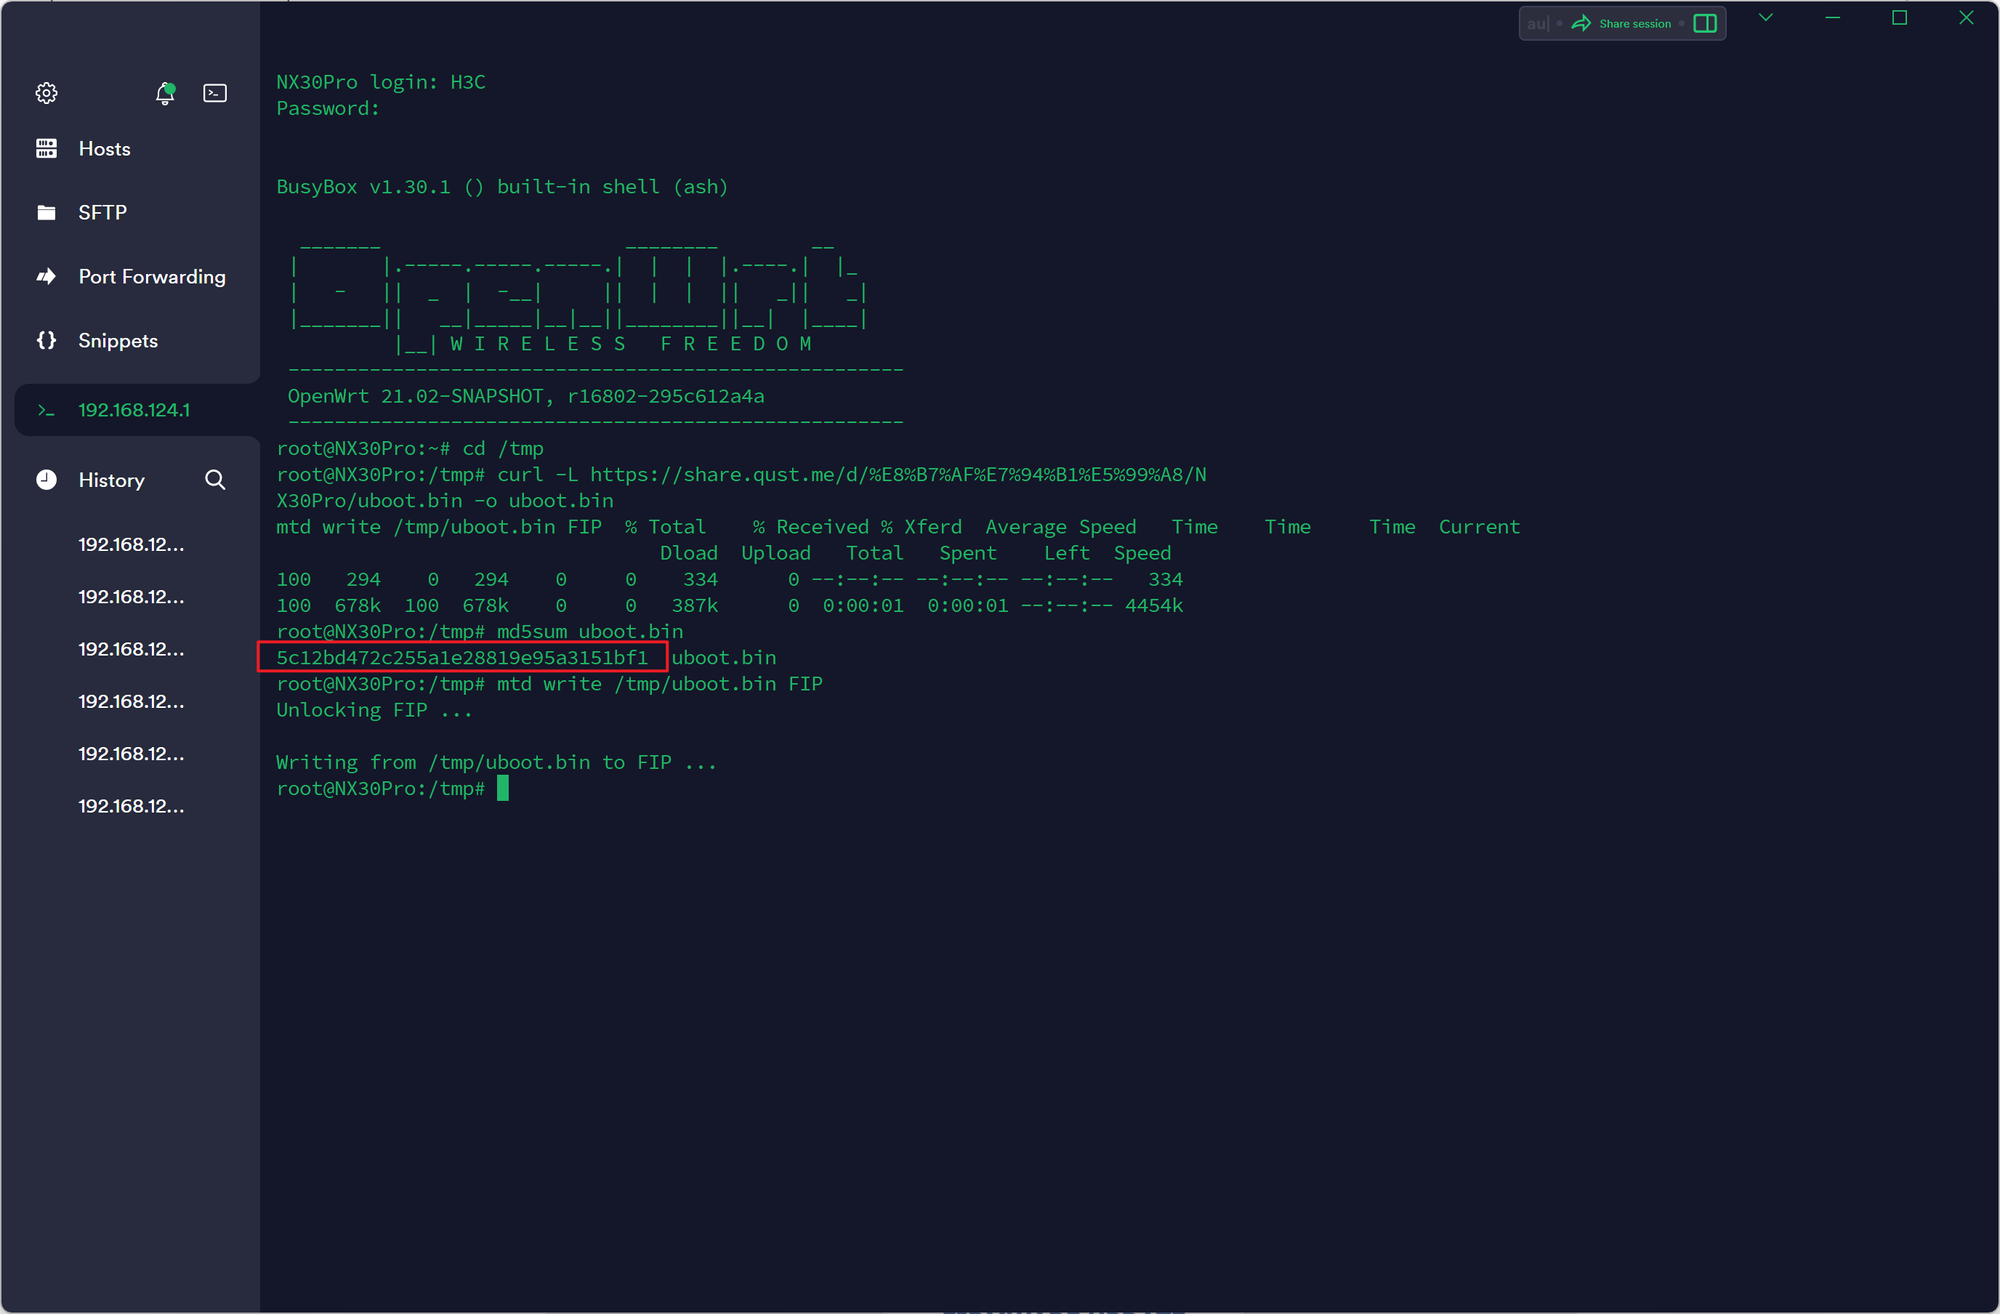 au| • Share session •
Hosts
SFTP
Port Forwarding
Snippets
>_ 192.168.124.1
History
192.168.12...
192.168.12...
192.168.12...
192.168.12...
192.168.12...
192.168.12...
NX30Pro login: H3C
Password:
BusyBox v1.30.1 () built-in shell (ash)
  _______                     ________        __
 |       |.-----.-----.-----.|  |  |  |.----.|  |_
 |   -   ||  _  |  -__|     ||  |  |  ||   _||   _|
 |_______||   __|_____|__|__||________||__|  |____|
          |__| W I R E L E S S   F R E E D O M
 -----------------------------------------------------
 OpenWrt 21.02-SNAPSHOT, r16802-295c612a4a
 -----------------------------------------------------
root@NX30Pro:~# cd /tmp
root@NX30Pro:/tmp# curl -L https://share.qust.me/d/%E8%B7%AF%E7%94%B1%E5%99%A8/N
X30Pro/uboot.bin -o uboot.bin
mtd write /tmp/uboot.bin FIP  % Total    % Received % Xferd  Average Speed   Time    Time     Time  Current
                                 Dload  Upload   Total   Spent    Left  Speed
100   294    0   294    0     0    334      0 --:--:-- --:--:-- --:--:--   334
100  678k  100  678k    0     0   387k      0  0:00:01  0:00:01 --:--:-- 4454k
root@NX30Pro:/tmp# md5sum uboot.bin
5c12bd472c255a1e28819e95a3151bf1  uboot.bin
root@NX30Pro:/tmp# mtd write /tmp/uboot.bin FIP
Unlocking FIP ...
Writing from /tmp/uboot.bin to FIP ...
root@NX30Pro:/tmp#